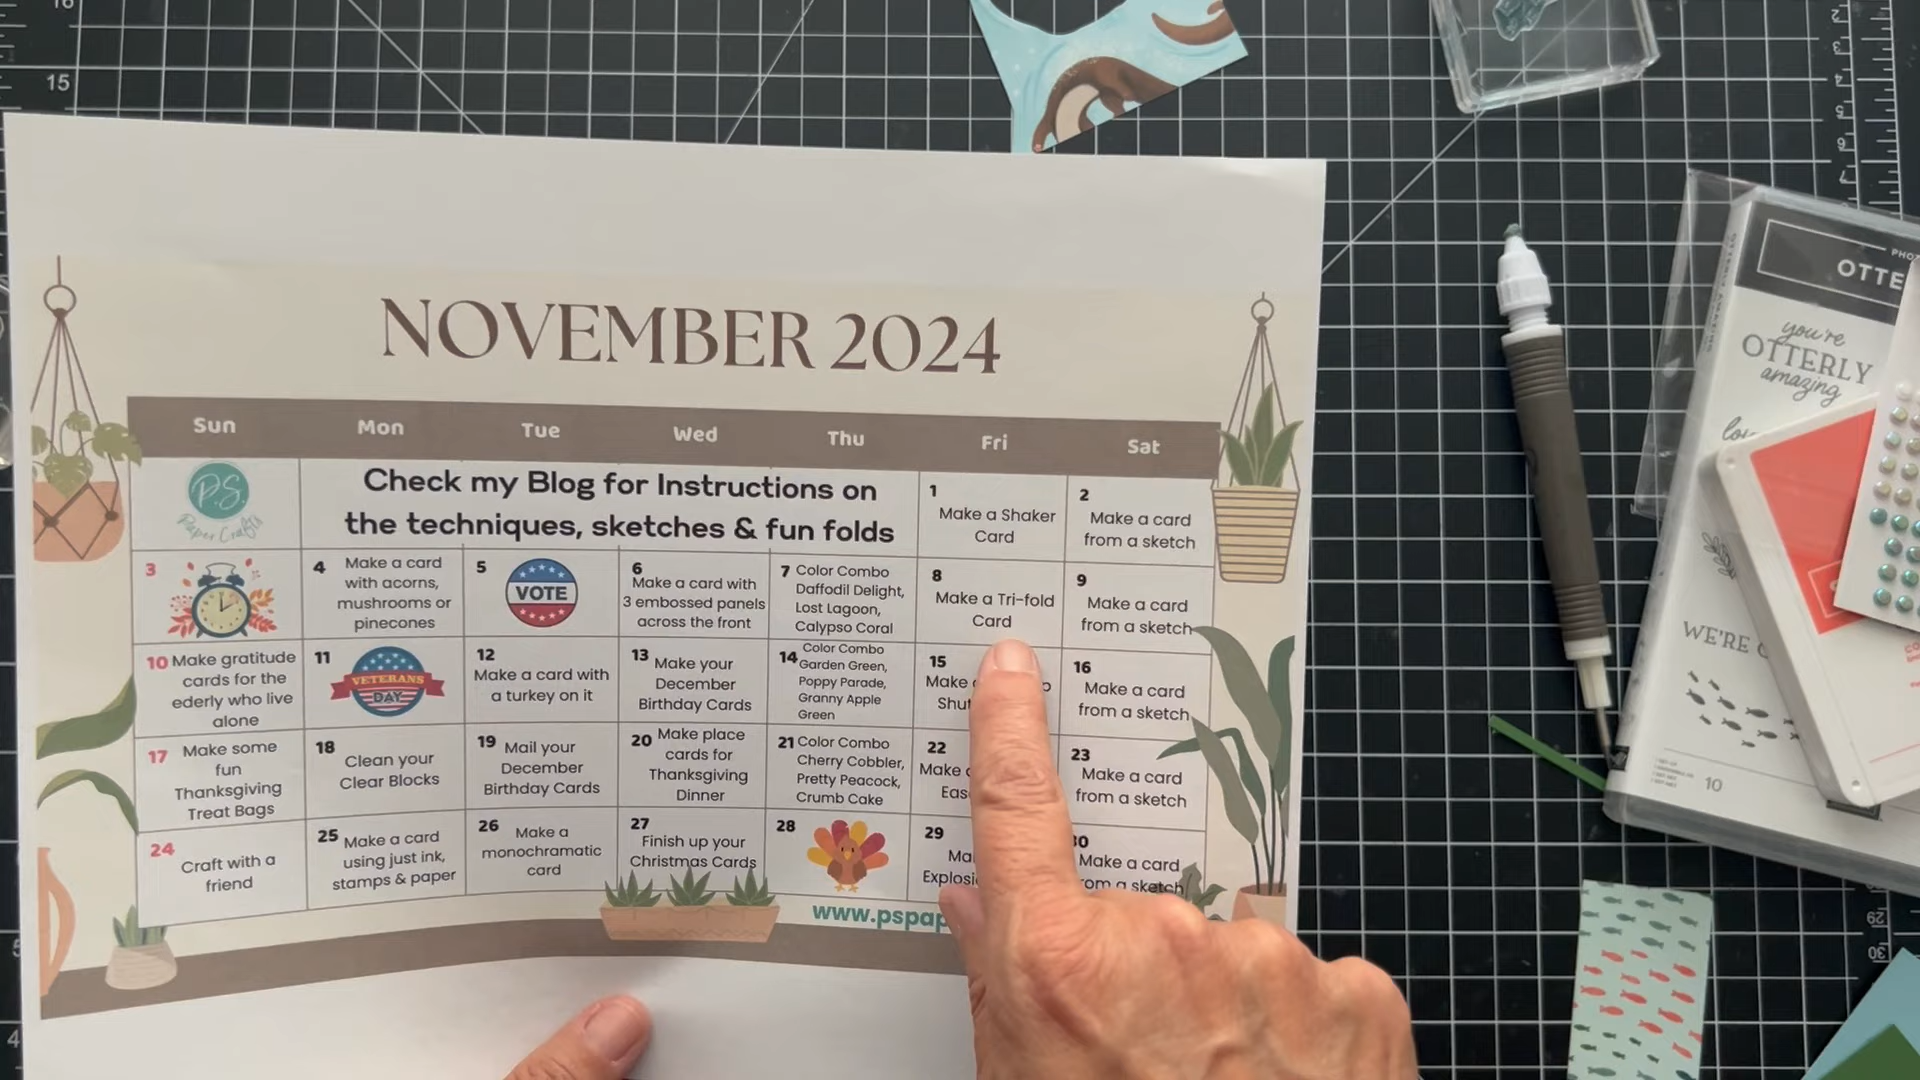 15
NOVEMBER 2024
Sun Mon Tue Wed Thu Fri Sat
P.S.
Paper Crafts
Check my Blog for Instructions on
the techniques, sketches & fun folds
1
Make a Shaker
Card
2
Make a card
from a sketch
3
4
Make a card
with acorns,
mushrooms or
pinecones
5
VOTE
6
Make a card with
3 embossed panels
across the front
7
Color Combo
Daffodil Delight,
Lost Lagoon,
Calypso Coral
8
Make a Tri-fold
Card
9
Make a card
from a sketch
10
Make gratitude
cards for the
ederly who live
alone
11
VETERANS
DAY
12
Make a card with
a turkey on it
13
Make your
December
Birthday Cards
14
Color Combo
Garden Green,
Poppy Parade,
Granny Apple
Green
15
Make
16
Make a card
from a sketch
17
Make some
fun
Thanksgiving
Treat Bags
18
Clean your
Clear Blocks
19
Mail your
December
Birthday Cards
20
Make place
cards for
Thanksgiving
Dinner
21
Color Combo
Cherry Cobbler,
Pretty Peacock,
Crumb Cake
22
Make
23
Make a card
from a sketch
24
Craft with a
friend
25
Make a card
using just ink,
stamps & paper
26
Make a
monochramatic
card
27
Finish up your
Christmas Cards
28
29
30
Make a card
from a sketch
www.pspap
OTTE
you're
OTTERLY
amazing
WE'RE
10
29
30